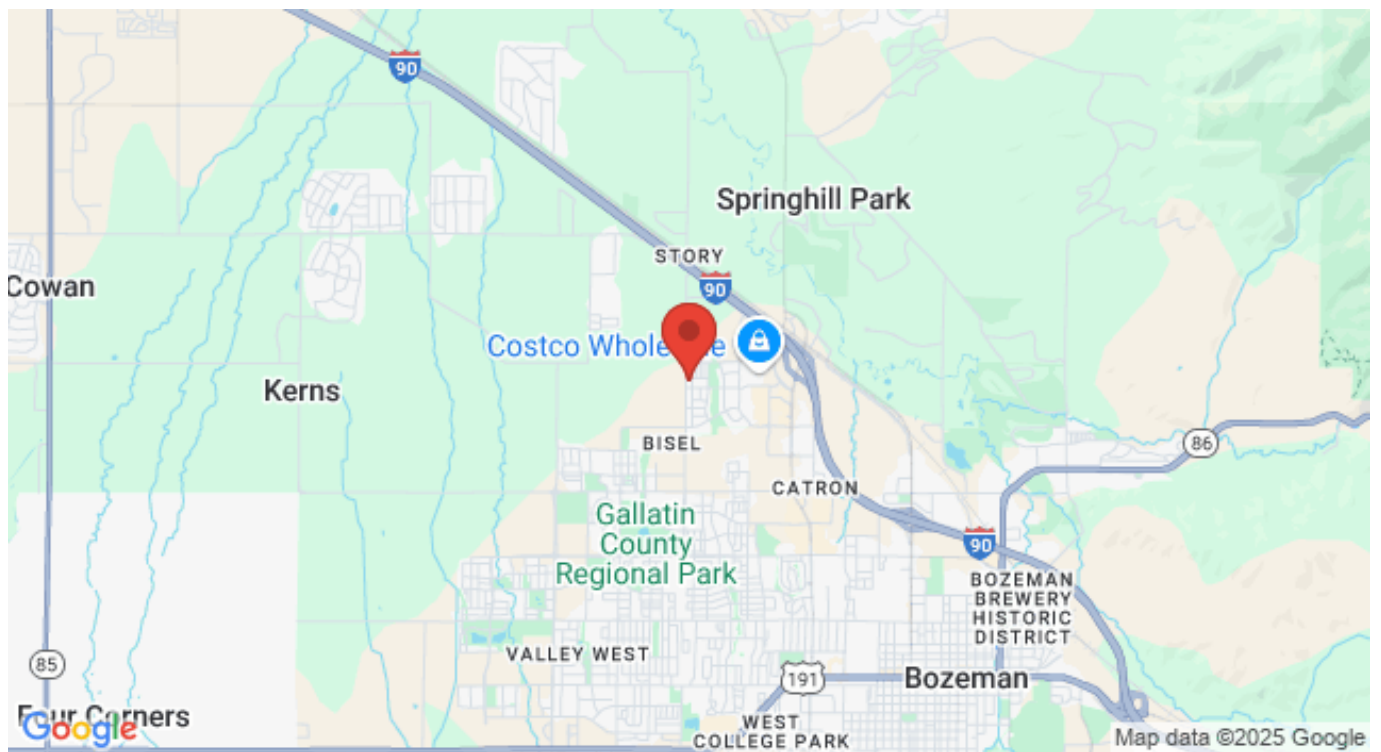 90
Springhill Park
STORY
90
Cowan
Costco Whole
Kerns
BISEL
86
CATRON
Gallatin
County
Regional Park
90
BOZEMAN
BREWERY
HISTORIC
DISTRICT
VALLEY WEST
85
191
Bozeman
Four Corners
Google
WEST
COLLEGE PARK
Map data ©2025 Google